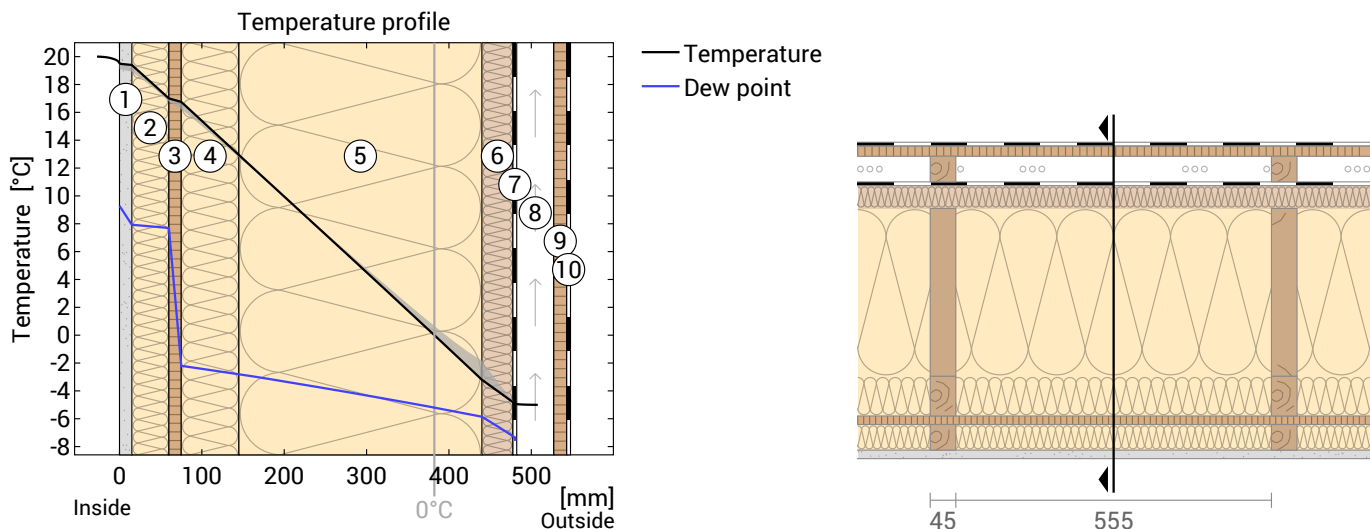 Temperature profile
Temperature [°C]
20
18
16
14
12
10
8
6
4
2
0
-2
-4
-6
-8
1
2
3
4
5
6
7
8
9
10
0 100 200 300 400 500
[mm]
Inside
0°C
Outside
Temperature
Dew point
45 555